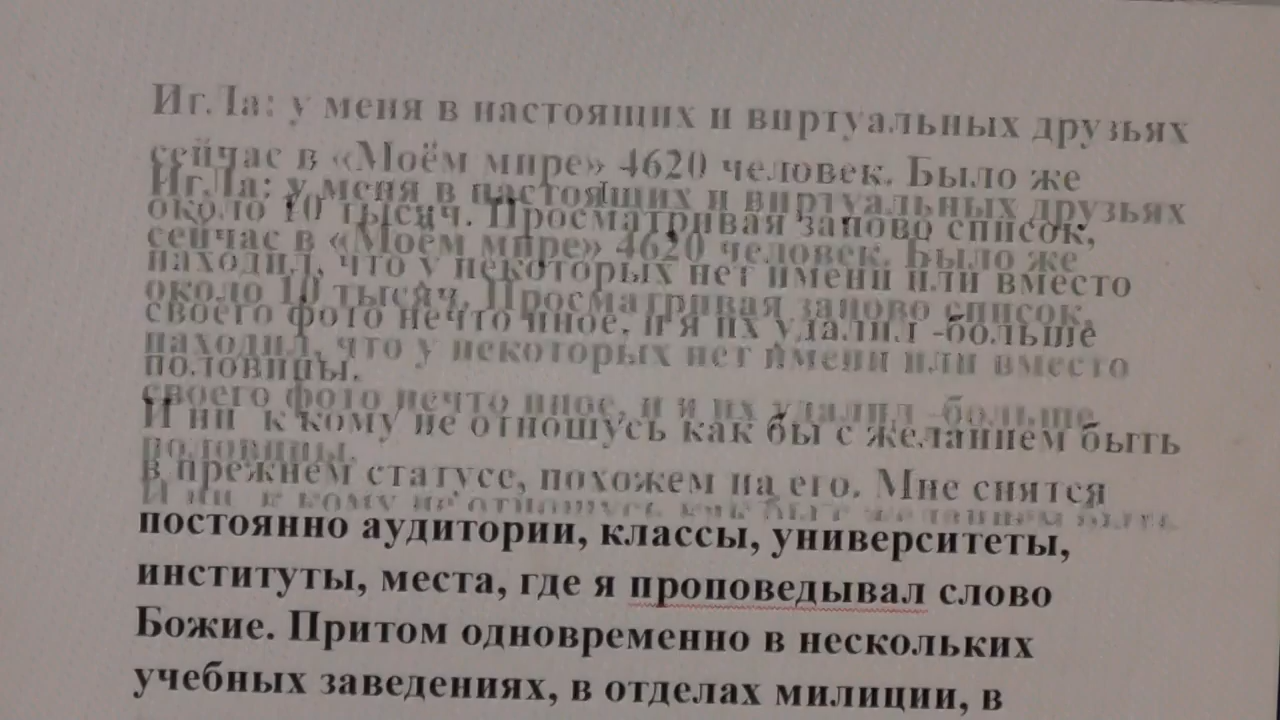 ИгЛа: у меня в настоящих и виртуальных друзьях
сейчас в «Моём мире» 4620 человек. Было же
около 10 тысяч. Просматривая заново список,
находил, что у некоторых нет имени или вместо
своего фото нечто иное, и я их удалил -больше
половины.
И ни к кому не отношусь как бы с желанием быть
в прежнем статусе, похожем на его. Мне снятся
постоянно аудитории, классы, университеты,
институты, места, где я проповедывал слово
Божие. Притом одновременно в нескольких
учебных заведениях, в отделах милиции, в